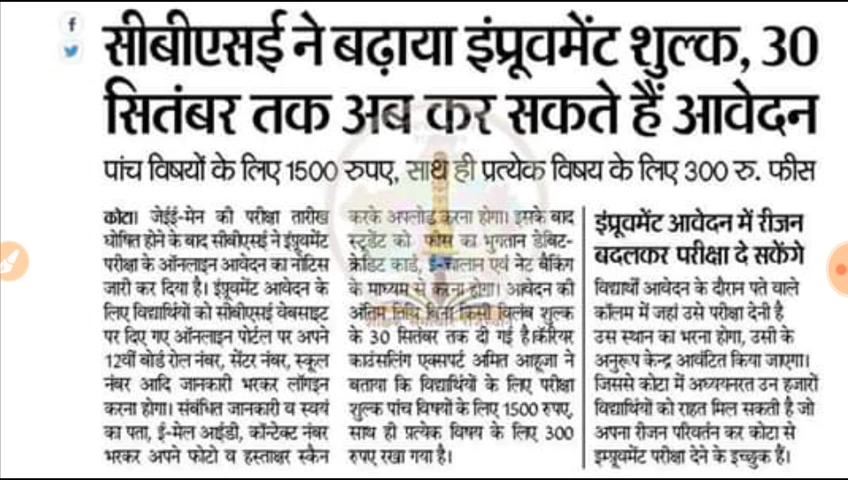 सीबीएसई ने बढ़ाया इंप्रूवमेंट शुल्क, 30
सितंबर तक अब कर सकते हैं आवेदन
पांच विषयों के लिए 1500 रुपए, साथ ही प्रत्येक विषय के लिए 300 रु. फीस
कोटा। जेईई-मेन की परीक्षा तारीख
घोषित होने के बाद सीबीएसई ने इंप्रूवमेंट
परीक्षा के ऑनलाइन आवेदन का नोटिस
जारी कर दिया है। इंप्रूवमेंट आवेदन के
लिए विद्यार्थियों को सीबीएसई वेबसाइट
पर दिए गए ऑनलाइन पोर्टल पर अपने
12वीं बोर्ड रोल नंबर, सेंटर नंबर, स्कूल
नंबर आदि जानकारी भरकर लॉगइन
करना होगा। संबंधित जानकारी व स्वयं
का पता, ई-मेल आईडी, कॉन्टेक्ट नंबर
भरकर अपने फोटो व हस्ताक्षर स्कैन
करके अपलोड करना होगा। इसके बाद
स्टूडेंट को फीस का भुगतान डेबिट-
क्रेडिट कार्ड, ई-चालान एवं नेट बैंकिंग
के माध्यम से करना होगा। आवेदन की
अंतिम तिथि बिना किसी विलंब शुल्क
के 30 सितंबर तक दी गई है।कॅरियर
काउंसलिंग एक्सपर्ट अमित आहूजा ने
बताया कि विद्यार्थियों के लिए परीक्षा
शुल्क पांच विषयों के लिए 1500 रुपए,
साथ ही प्रत्येक विषय के लिए 300
रुपए रखा गया है।
इंप्रूवमेंट आवेदन में रीजन
बदलकर परीक्षा दे सकेंगे
विद्यार्थी आवेदन के दौरान पते वाले
कॉलम में जहां उसे परीक्षा देनी है
उस स्थान का भरना होगा, उसी के
अनुरूप केन्द्र आवंटित किया जाएगा।
जिससे कोटा में अध्ययनरत उन हजारों
विद्यार्थियों को राहत मिल सकती है जो
अपना रीजन परिवर्तन कर कोटा से
इम्प्रूवमेंट परीक्षा देने के इच्छुक हैं।